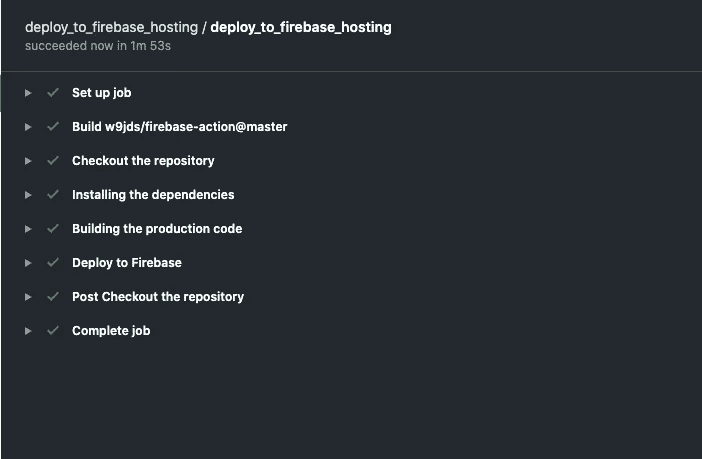 deploy_to_firebase_hosting / deploy_to_firebase_hosting
succeeded now in 1m 53s
Set up job
Build w9jds/firebase-action@master
Checkout the repository
Installing the dependencies
Building the production code
Deploy to Firebase
Post Checkout the repository
Complete job